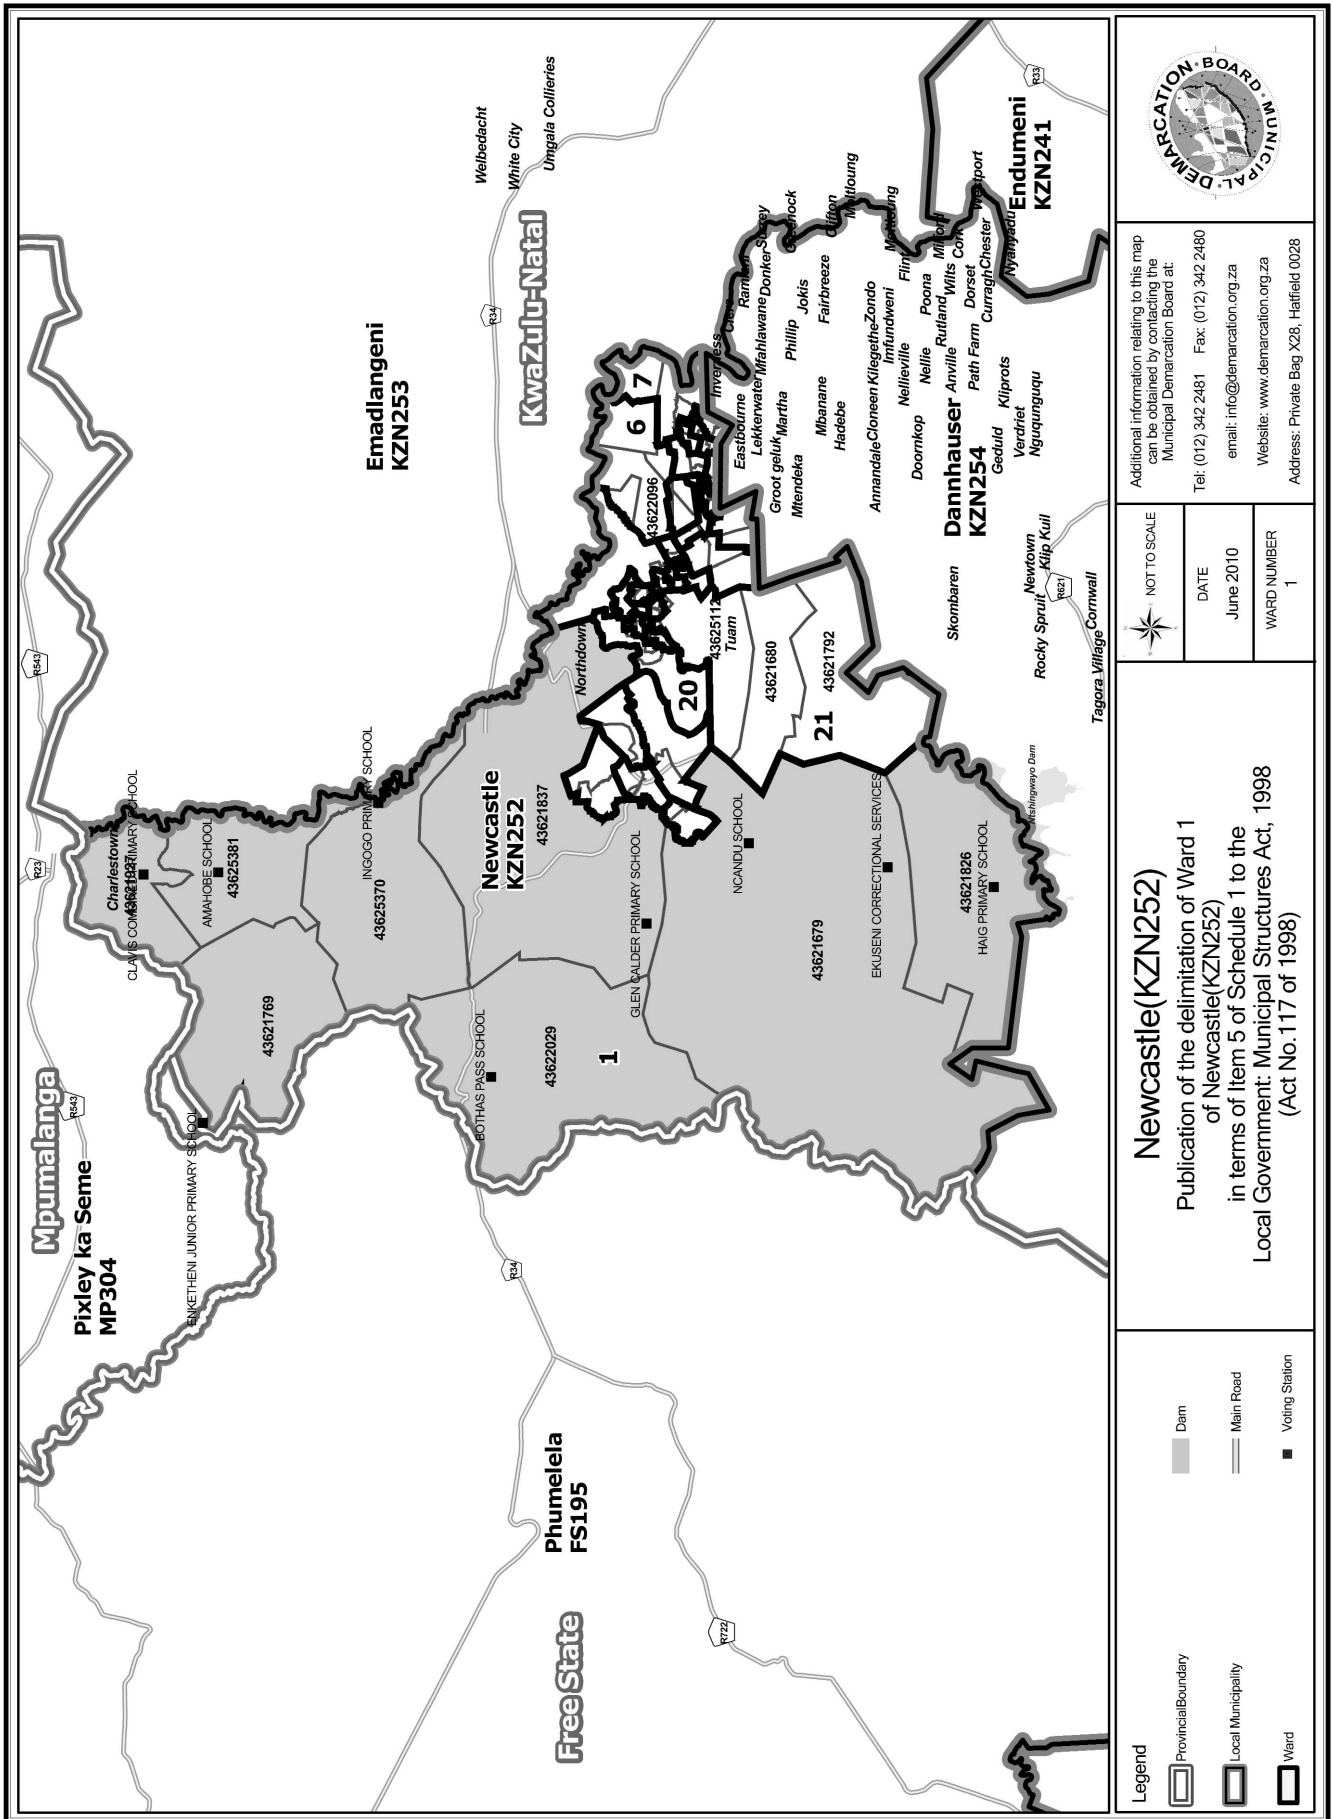 Mpumalanga
Pixley ka Seme
MP304
R543
R543
R23
Charlestown
CLAVIS COMBINED PRIMARY SCHOOL
AMAHOBE SCHOOL
43625381
43621769
ENKETHENI JUNIOR PRIMARY SCHOOL
INGOGO PRIMARY SCHOOL
43625370
Emadlangeni
KZN253
KwaZulu-Natal
R34
Welbedacht
White City
Umgala Collieries
Newcastle
KZN252
43621837
BOTHAS PASS SCHOOL
43622029
1
GLEN CALDER PRIMARY SCHOOL
R34
Phumelela
FS195
Free State
R722
Northdown
7
6
43622096
20
43625112
Tuam
43621680
43621792
21
NCANDU SCHOOL
43621679
EKUSENI CORRECTIONAL SERVICES
43621826
HAIG PRIMARY SCHOOL
Ntshingwayo Dam
Inverness
Clere
Ramlani
Surrey
Donker
Mfahlawane
Lekkerwater
Eastbourne
Greenock
Phillip
Martha
Groot geluk
Mtendeka
Jokis
Fairbreeze
Clifton
Moitloung
Mbanane
Hadebe
Moitloung
Zondo
Kilegethe
Cloneen
Annandale
Imfundweni
Flint
Nellieville
Doornkop
Milford
Poona
Nellie
Cork
Wilts
Rutland
Anville
Westport
Dorset
Path Farm
Chester
Curragh
Nyanyadu
Dannhauser
KZN254
Geduld
Kliprots
Verdriet
Nguqunguqu
Skombaren
Newtown
Klip Kuil
Rocky Spruit
R621
Cornwall
Tagora Village
Endumeni
KZN241
R33
Legend
ProvincialBoundary
Local Municipality
Ward
Dam
Main Road
Voting Station
Newcastle(KZN252)
Publication of the delimitation of Ward 1
of Newcastle(KZN252)
in terms of Item 5 of Schedule 1 to the
Local Government: Municipal Structures Act, 1998
(Act No.117 of 1998)
NOT TO SCALE
DATE
June 2010
WARD NUMBER
1
Additional information relating to this map
can be obtained by contacting the
Municipal Demarcation Board at:
Tel: (012) 342 2481 Fax: (012) 342 2480
email: info@demarcation.org.za
Website: www.demarcation.org.za
Address: Private Bag X28, Hatfield 0028
MUNICIPAL DEMARCATION BOARD